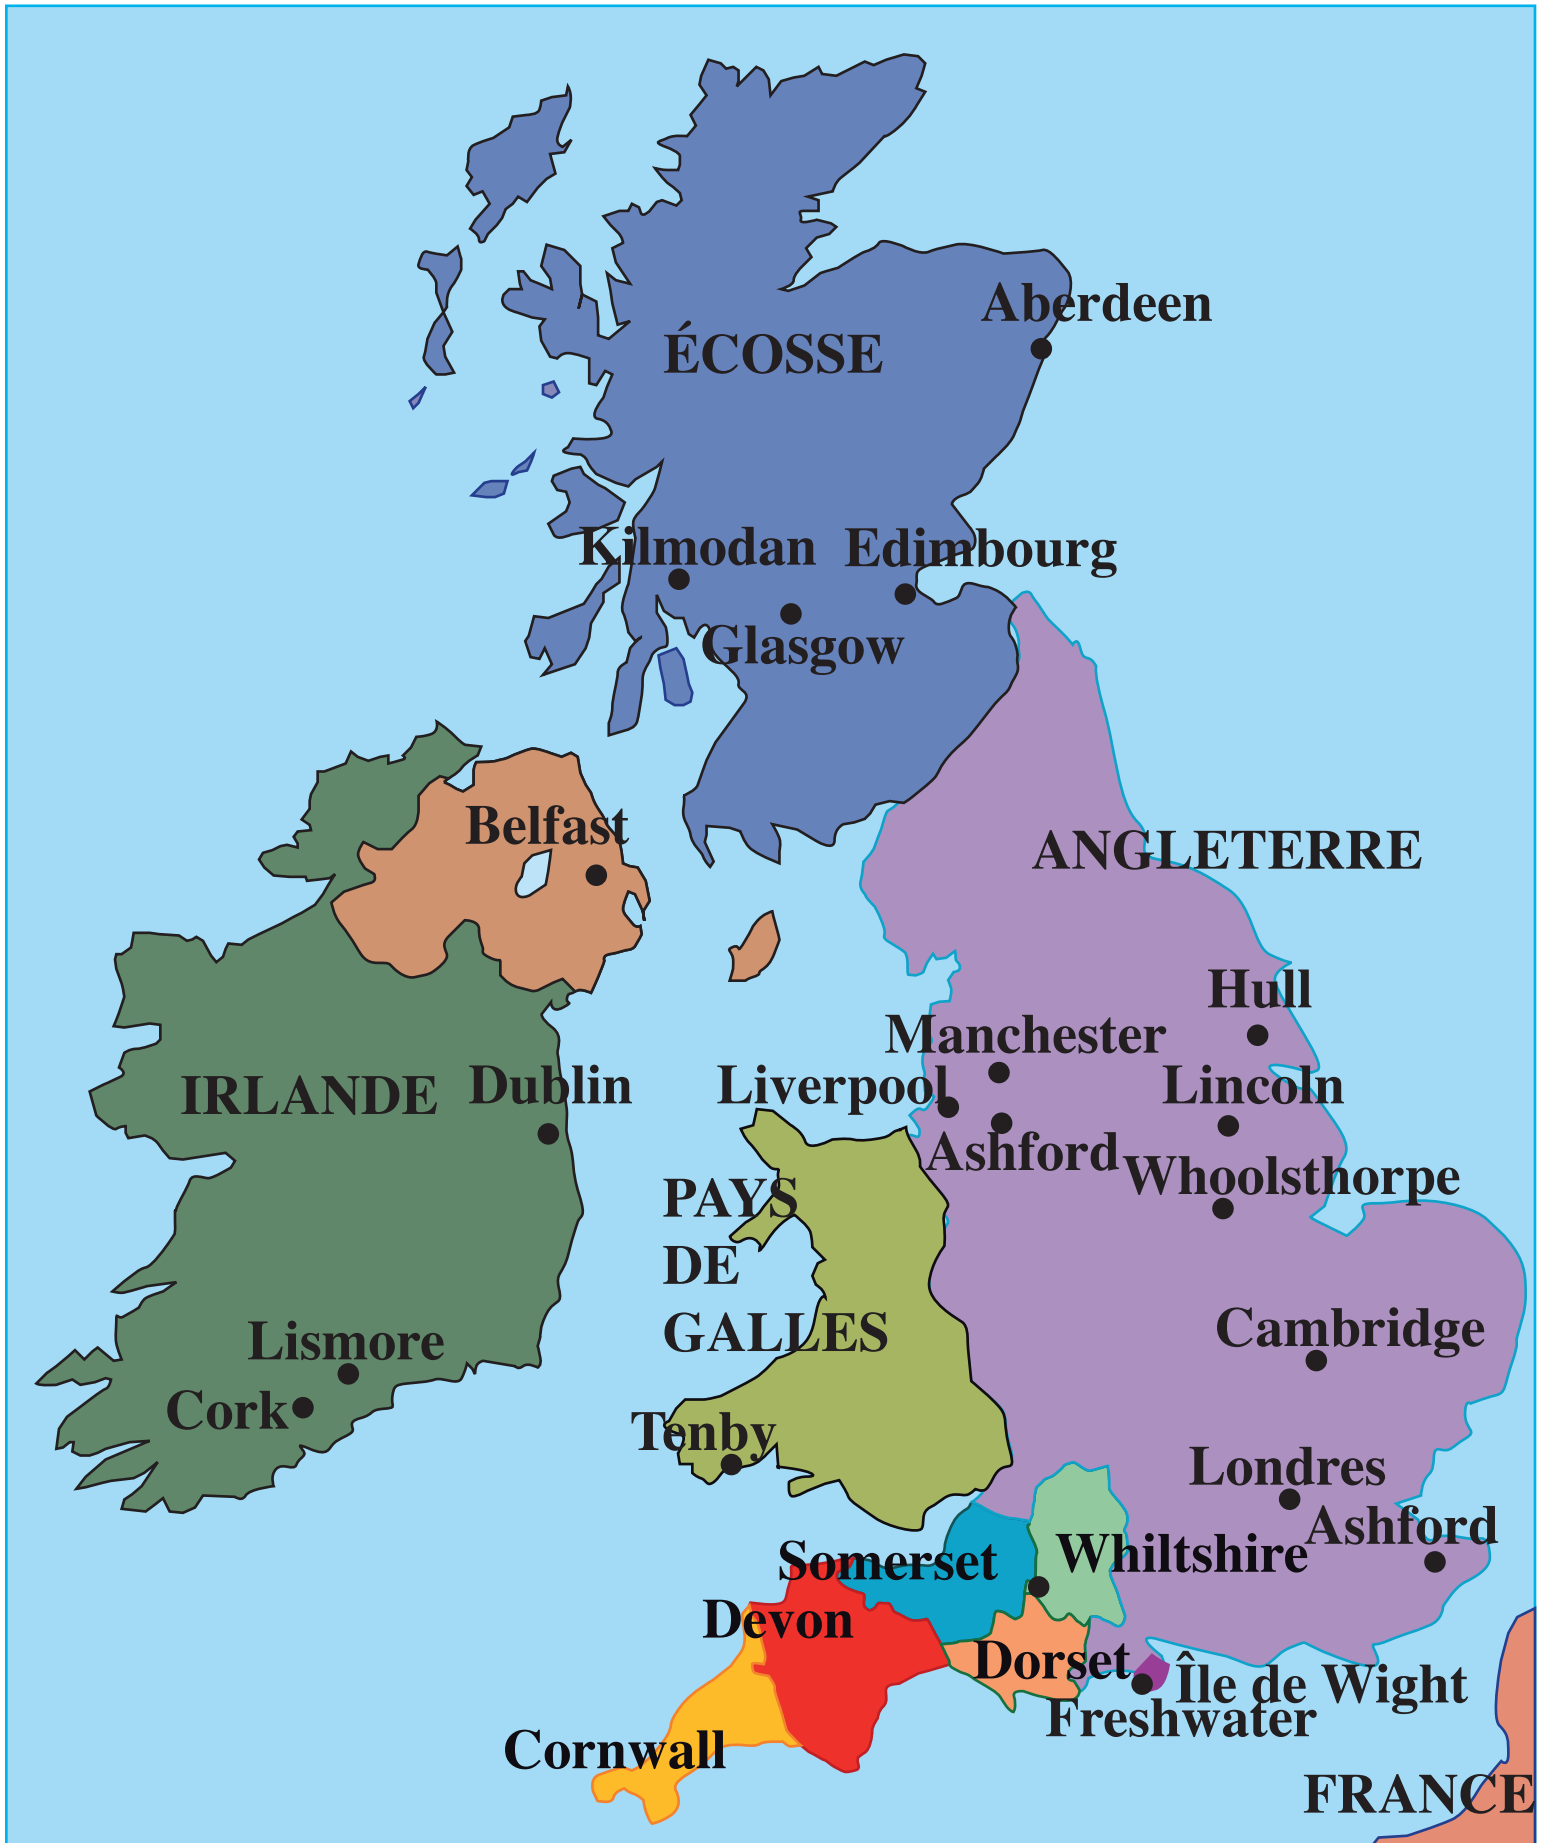 Aberdeen
ÉCOSSE
Kilmodan
Edimbourg
Glasgow
Belfast
ANGLETERRE
Hull
Manchester
Liverpool
Lincoln
IRLANDE
Dublin
Ashford
Whoolsthorpe
PAYS
DE
GALLES
Cambridge
Lismore
Cork
Tenby
Londres
Ashford
Somerset
Whiltshire
Devon
Dorset
Île de Wight
Freshwater
Cornwall
FRANCE